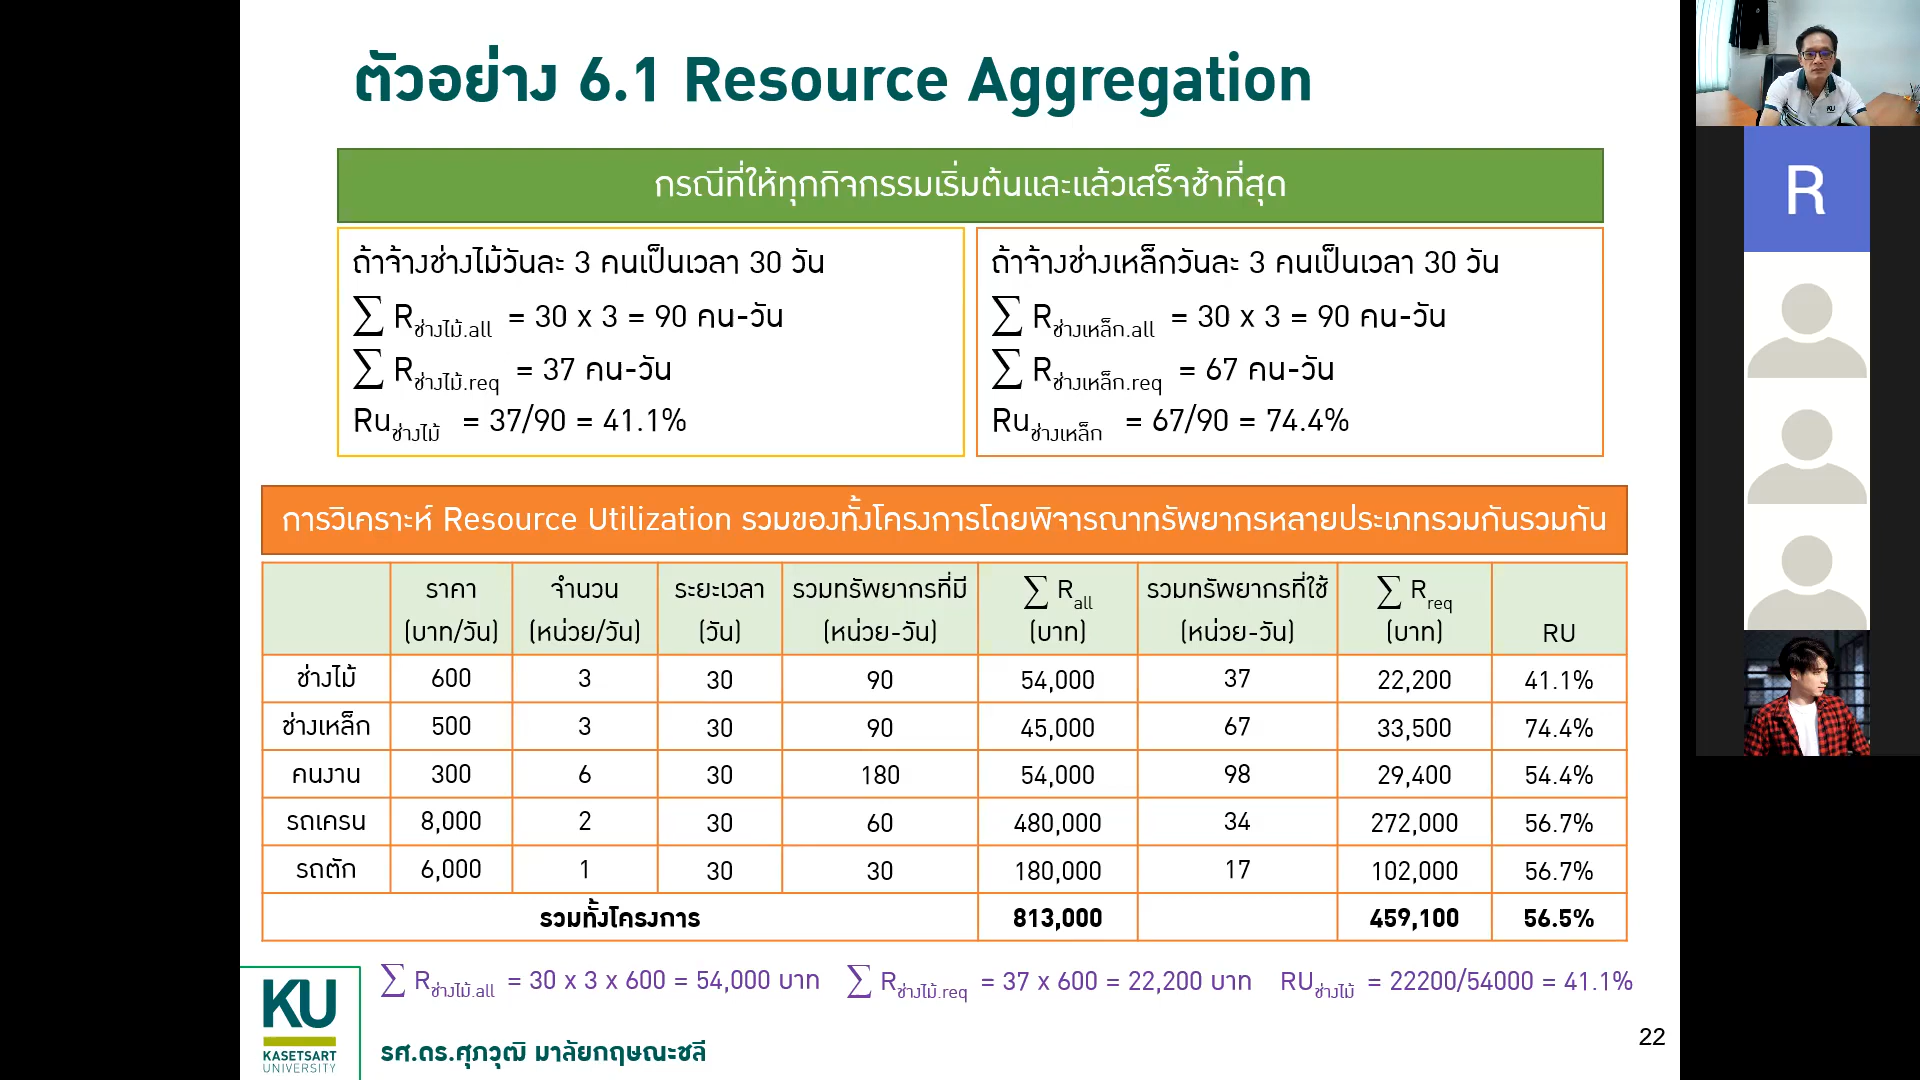 ตัวอย่าง 6.1 Resource Aggregation
กรณีที่ให้ทุกกิจกรรมเริ่มต้นและแล้วเสร็จช้าที่สุด
ถ้าจ้างช่างไม้วันละ 3 คนเป็นเวลา 30 วัน
∑ Rช่างไม้.all = 30 x 3 = 90 คน-วัน
∑ Rช่างไม้.req = 37 คน-วัน
Ruช่างไม้ = 37/90 = 41.1%
ถ้าจ้างช่างเหล็กวันละ 3 คนเป็นเวลา 30 วัน
∑ Rช่างเหล็ก.all = 30 x 3 = 90 คน-วัน
∑ Rช่างเหล็ก.req = 67 คน-วัน
Ruช่างเหล็ก = 67/90 = 74.4%
การวิเคราะห์ Resource Utilization รวมของทั้งโครงการโดยพิจารณาทรัพยากรหลายประเภทรวมกันรวมกัน
ราคา (บาท/วัน) จำนวน (หน่วย/วัน) ระยะเวลา (วัน) รวมทรัพยากรที่มี (หน่วย-วัน) ∑ Rall (บาท) รวมทรัพยากรที่ใช้ (หน่วย-วัน) ∑ Rreq (บาท) RU
ช่างไม้ 600 3 30 90 54,000 37 22,200 41.1%
ช่างเหล็ก 500 3 30 90 45,000 67 33,500 74.4%
คนงาน 300 6 30 180 54,000 98 29,400 54.4%
รถเครน 8,000 2 30 60 480,000 34 272,000 56.7%
รถตัก 6,000 1 30 30 180,000 17 102,000 56.7%
รวมทั้งโครงการ 813,000 459,100 56.5%
∑ Rช่างไม้.all = 30 x 3 x 600 = 54,000 บาท ∑ Rช่างไม้.req = 37 x 600 = 22,200 บาท RUช่างไม้ = 22200/54000 = 41.1%
KU
KASETSART
UNIVERSITY
รศ.ดร.ศุภวุฒิ มาลัยกฤษณะชลี
22
R
KU